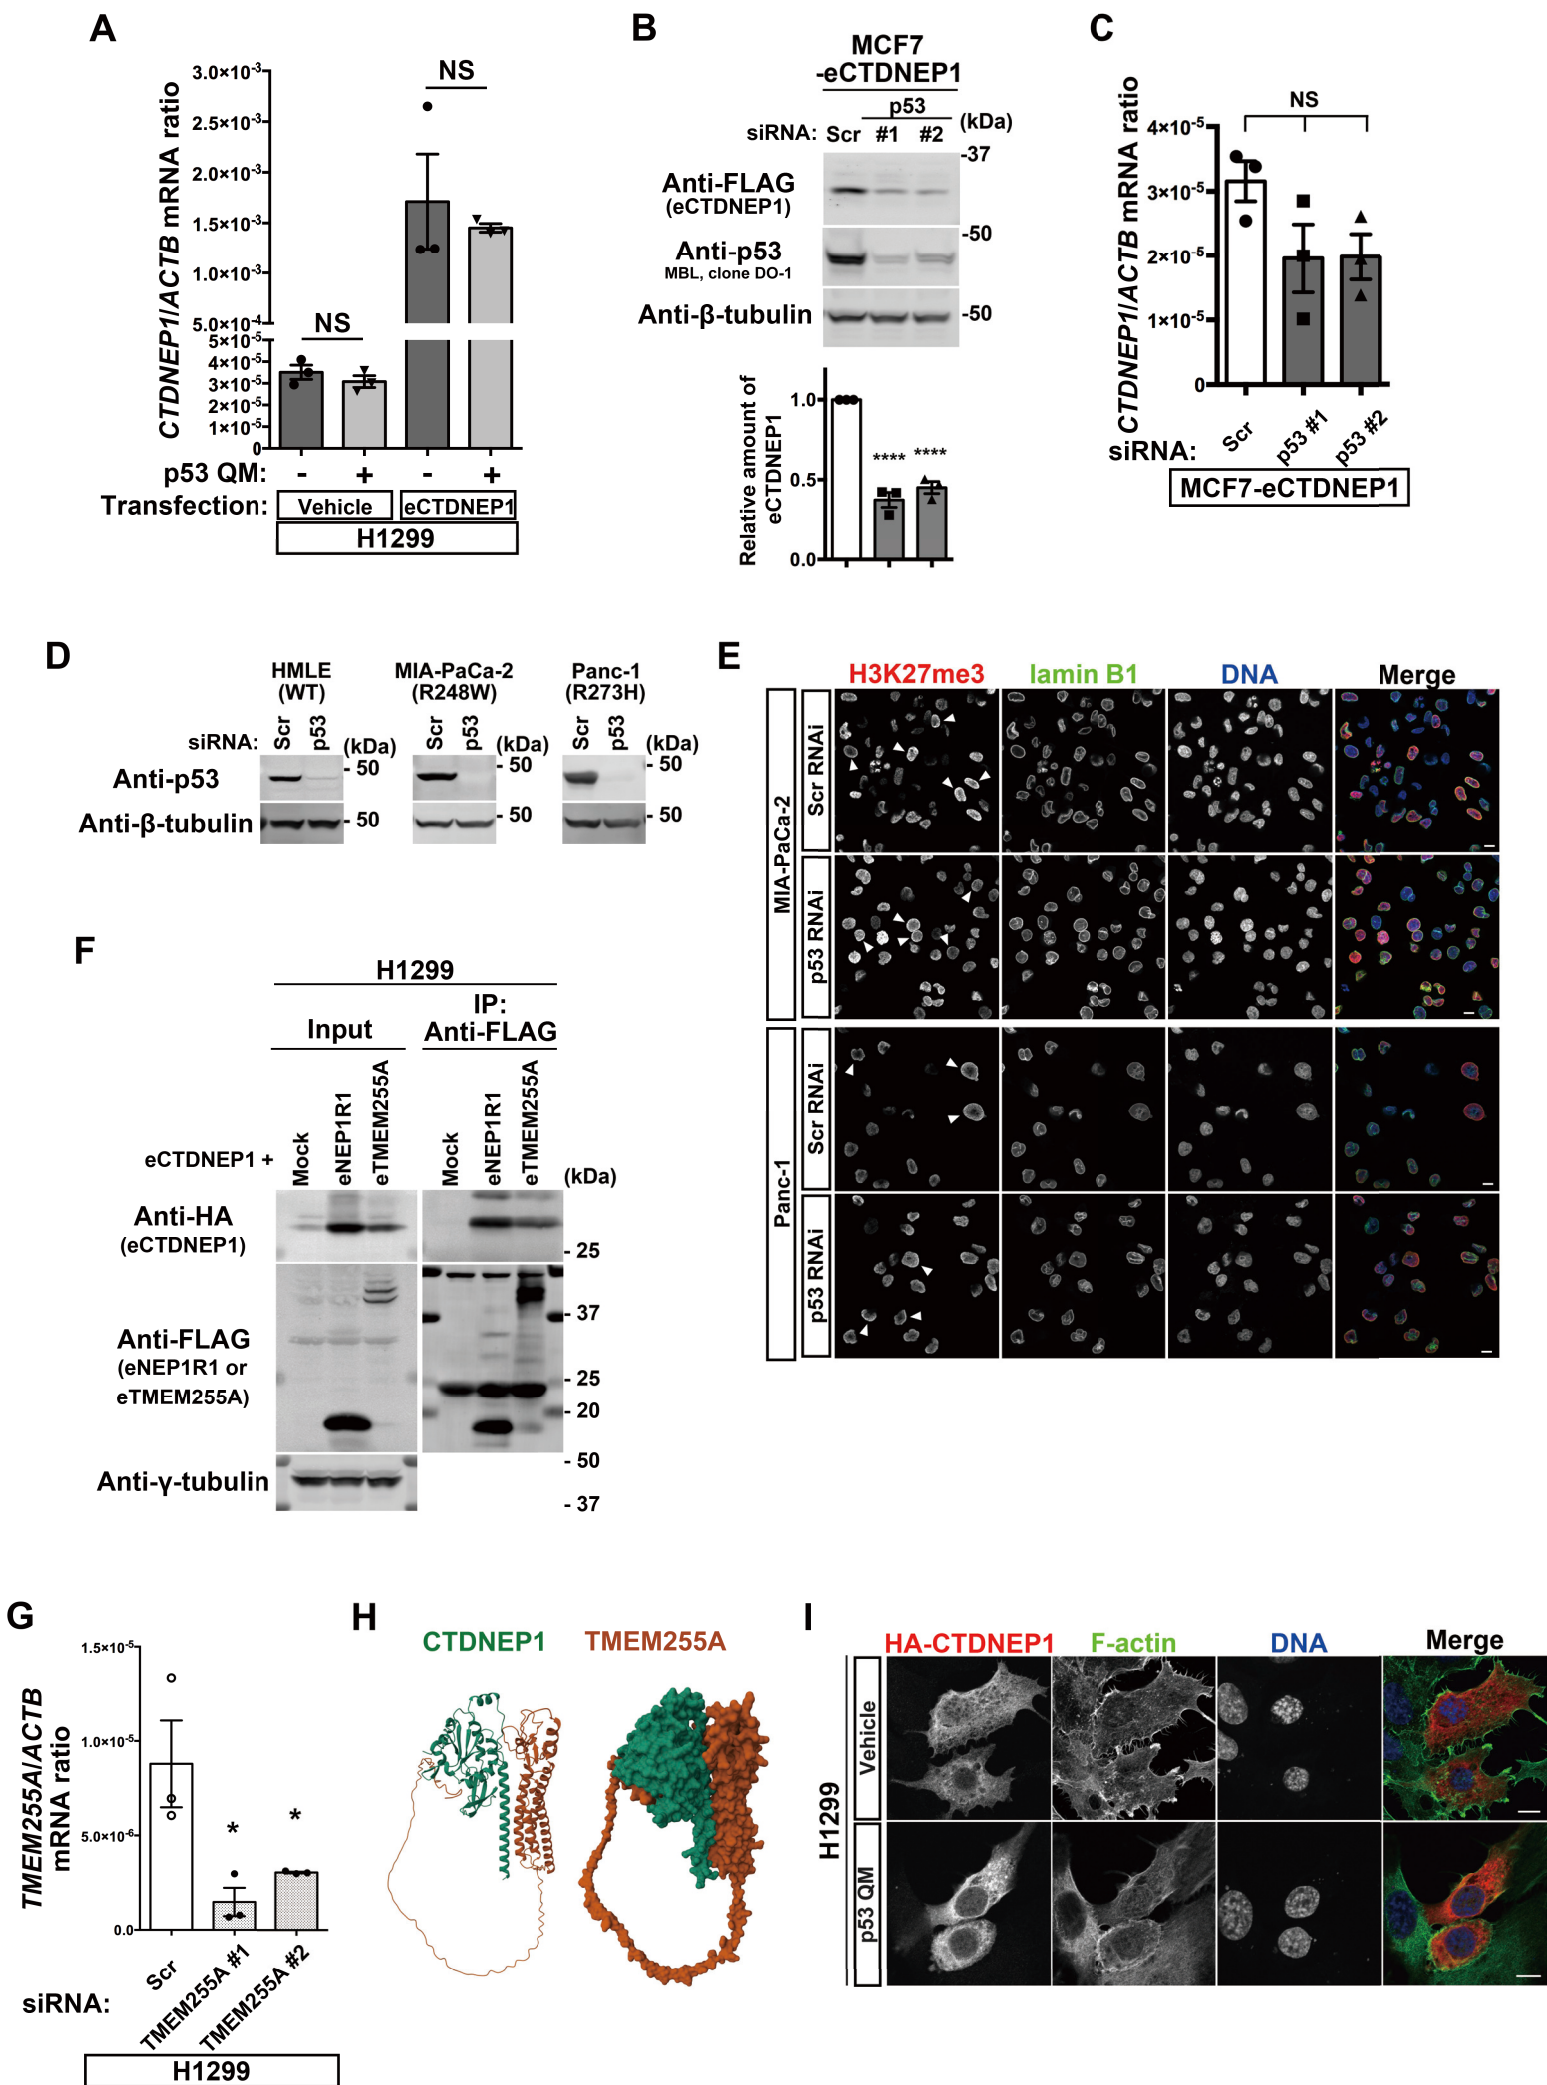 A
CTDNEP1/ACTB mRNA ratio
3.0×10-3
2.5×10-3
2.0×10-3
1.5×10-3
1.0×10-3
5.0×10-4
5×10-5
4×10-5
3×10-5
2×10-5
1×10-5
0
NS
NS
p53 QM: - + - +
Transfection: Vehicle eCTDNEP1
H1299
B
MCF7
-eCTDNEP1
p53
siRNA: Scr #1 #2 (kDa)
-37
Anti-FLAG
(eCTDNEP1)
-50
Anti-p53
MBL, clone DO-1
Anti-β-tubulin
-50
Relative amount of
eCTDNEP1
1.0
0.5
0.0
**** ****
C
CTDNEP1/ACTB mRNA ratio
NS
4×10-5
3×10-5
2×10-5
1×10-5
0
siRNA: Scr p53 #1 p53 #2
MCF7-eCTDNEP1
D
HMLE
(WT)
MIA-PaCa-2
(R248W)
Panc-1
(R273H)
siRNA: Scr p53 (kDa) Scr p53 (kDa) Scr p53 (kDa)
Anti-p53 - 50 - 50 - 50
Anti-β-tubulin - 50 - 50 - 50
E
H3K27me3 lamin B1 DNA Merge
MIA-PaCa-2
Scr RNAi
p53 RNAi
Panc-1
Scr RNAi
p53 RNAi
F
H1299
Input
IP:
Anti-FLAG
eCTDNEP1 + Mock eNEP1R1 eTMEM255A Mock eNEP1R1 eTMEM255A (kDa)
Anti-HA
(eCTDNEP1)
- 25
- 37
Anti-FLAG
(eNEP1R1 or
eTMEM255A)
- 25
- 20
- 50
Anti-γ-tubulin
- 37
G
TMEM255A/ACTB
mRNA ratio
1.5×10-5
1.0×10-5
5.0×10-6
0.0
* *
siRNA: Scr TMEM255A #1 TMEM255A #2
H1299
H
CTDNEP1 TMEM255A
I
HA-CTDNEP1 F-actin DNA Merge
H1299
Vehicle
p53 QM